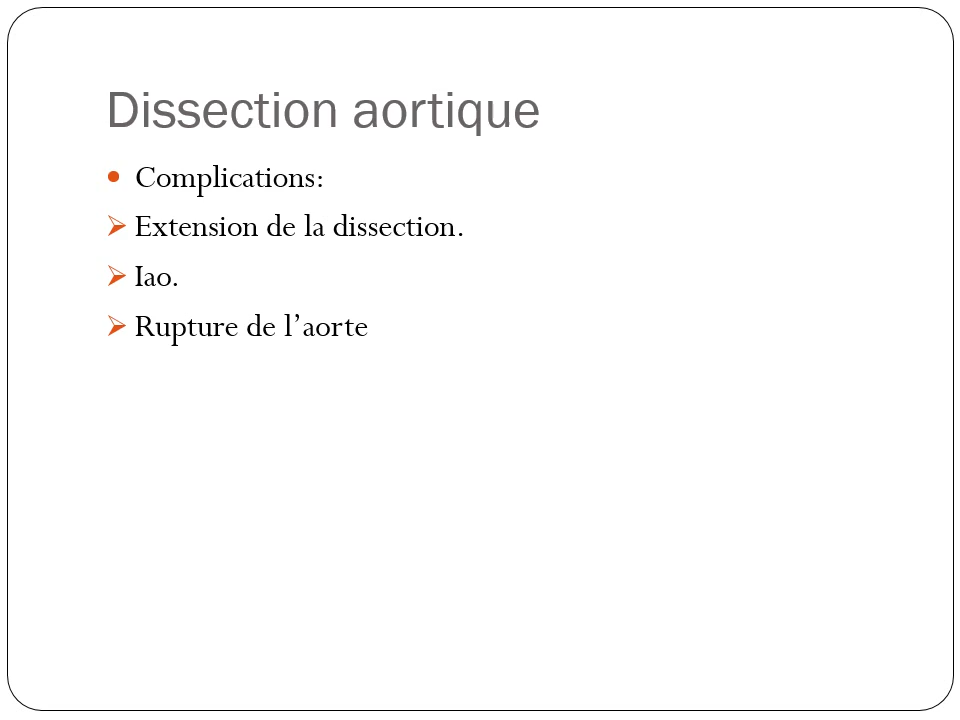 Dissection aortique
Complications:
Extension de la dissection.
Iao.
Rupture de l’aorte